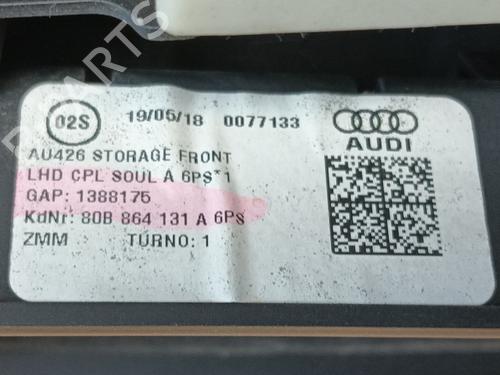 02S 19/05/18 0077133
AUDI
AU426 STORAGE FRONT
LHD CPL SOUL A 6PS*1
GAP: 1388175
KdNr: 80B 864 131 A 6PS
ZMM TURNO: 1